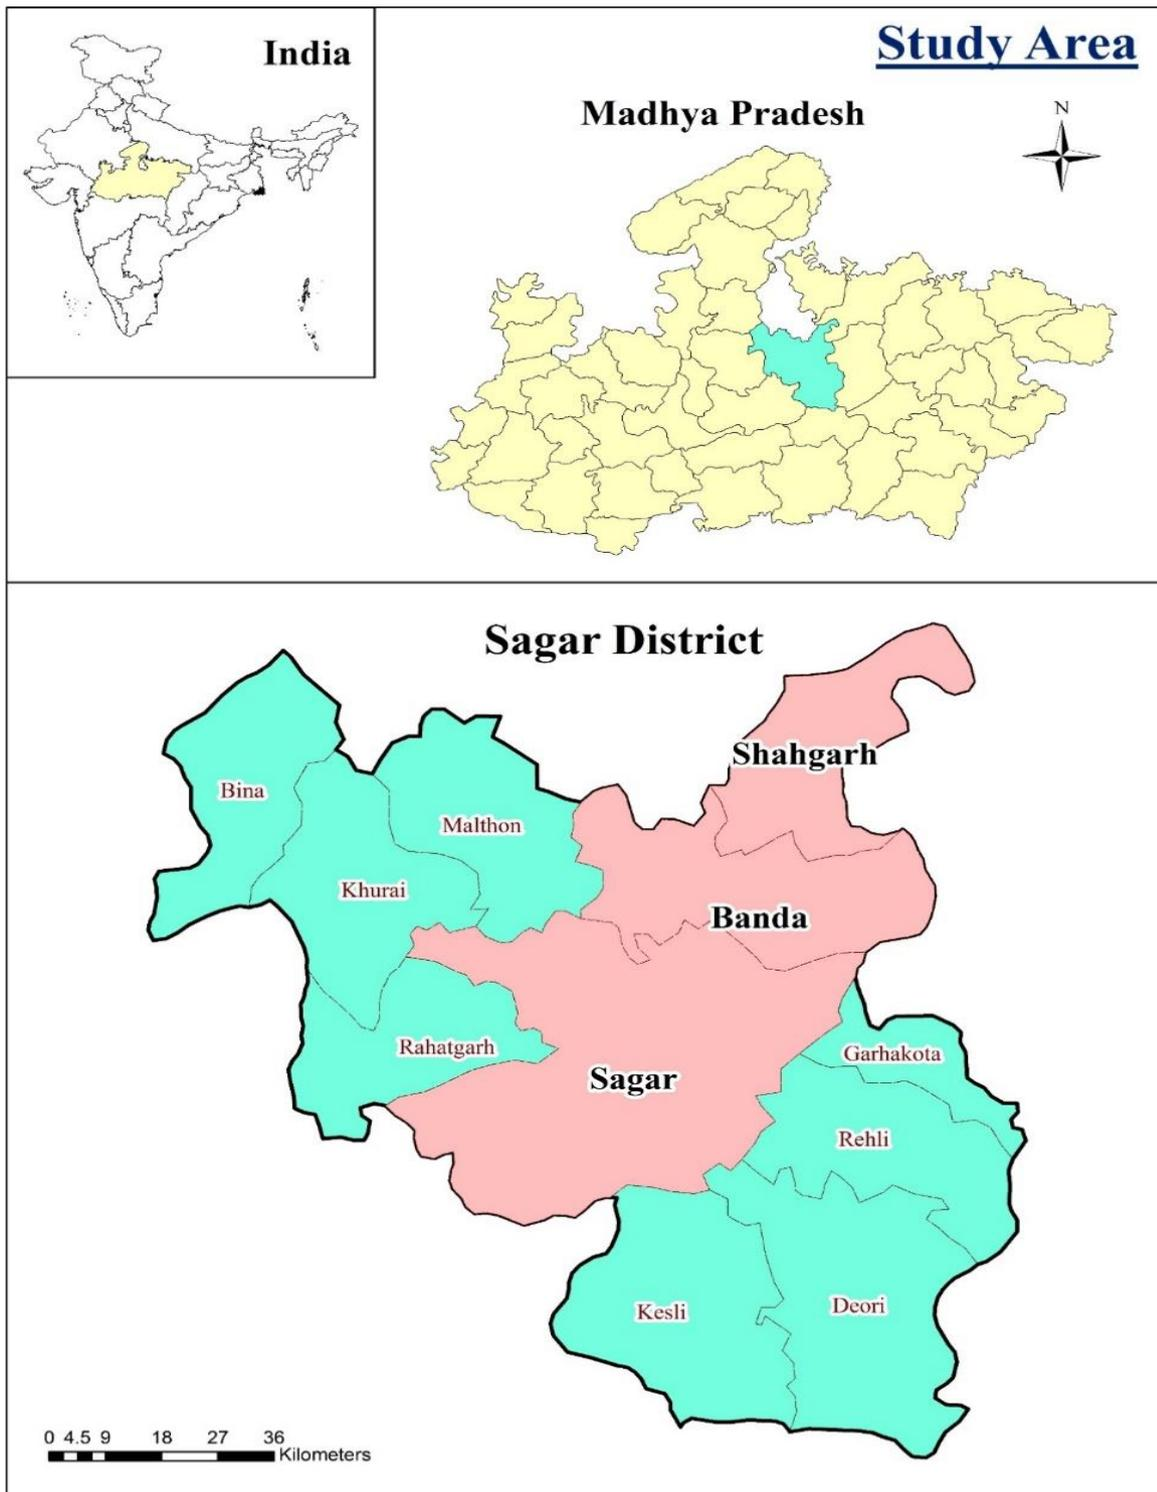 India
Study Area
Madhya Pradesh
N
Sagar District
Shahgarh
Bina
Malthon
Khurai
Banda
Rahatgarh
Garhakota
Sagar
Rehli
Kesli
Deori
0 4.5 9 18 27 36
Kilometers